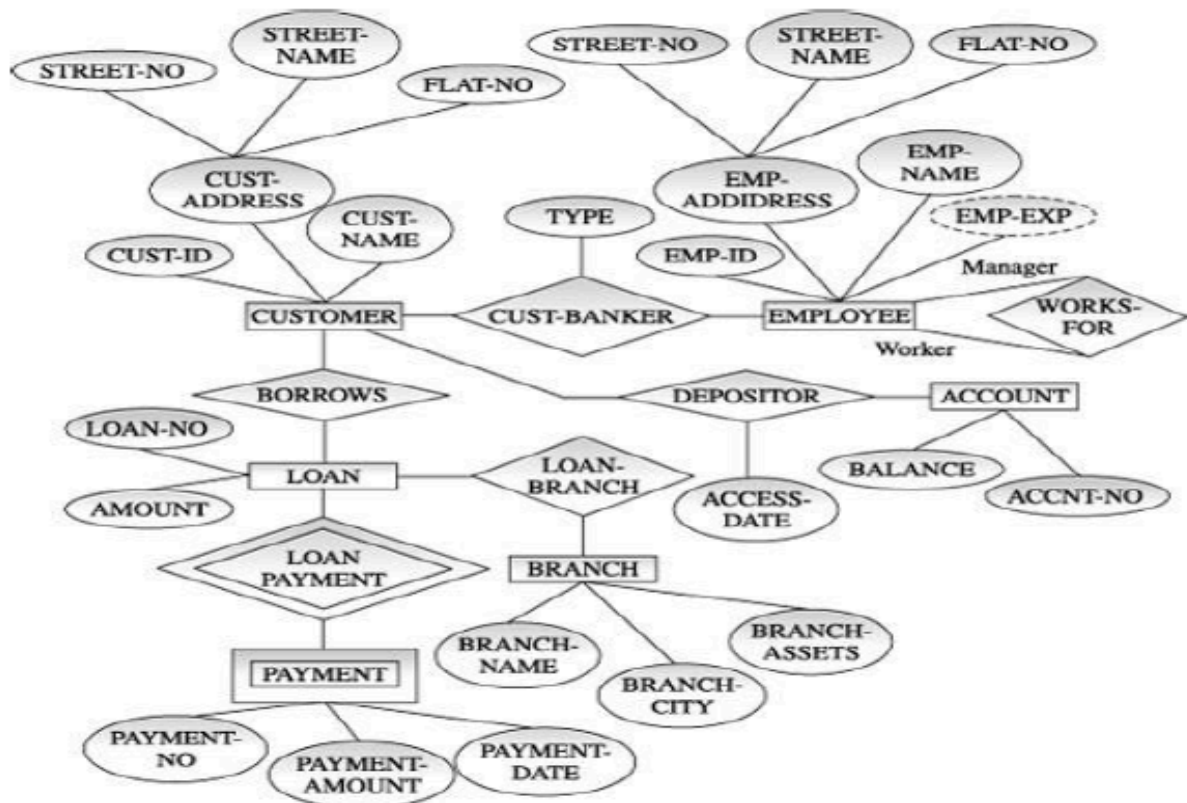 STREET-NO
STREET-
NAME
FLAT-NO
STREET-NO
STREET-
NAME
FLAT-NO
CUST-
ADDRESS
CUST-
NAME
CUST-ID
TYPE
EMP-
ADDIDRESS
EMP-
NAME
EMP-EXP
EMP-ID
Manager
CUSTOMER
CUST-BANKER
EMPLOYEE
WORKS-
FOR
Worker
BORROWS
DEPOSITOR
ACCOUNT
LOAN-NO
LOAN
AMOUNT
LOAN-
BRANCH
ACCESS-
DATE
BALANCE
ACCNT-NO
LOAN
PAYMENT
BRANCH
BRANCH-
NAME
BRANCH-
CITY
BRANCH-
ASSETS
PAYMENT
PAYMENT-
NO
PAYMENT-
AMOUNT
PAYMENT-
DATE